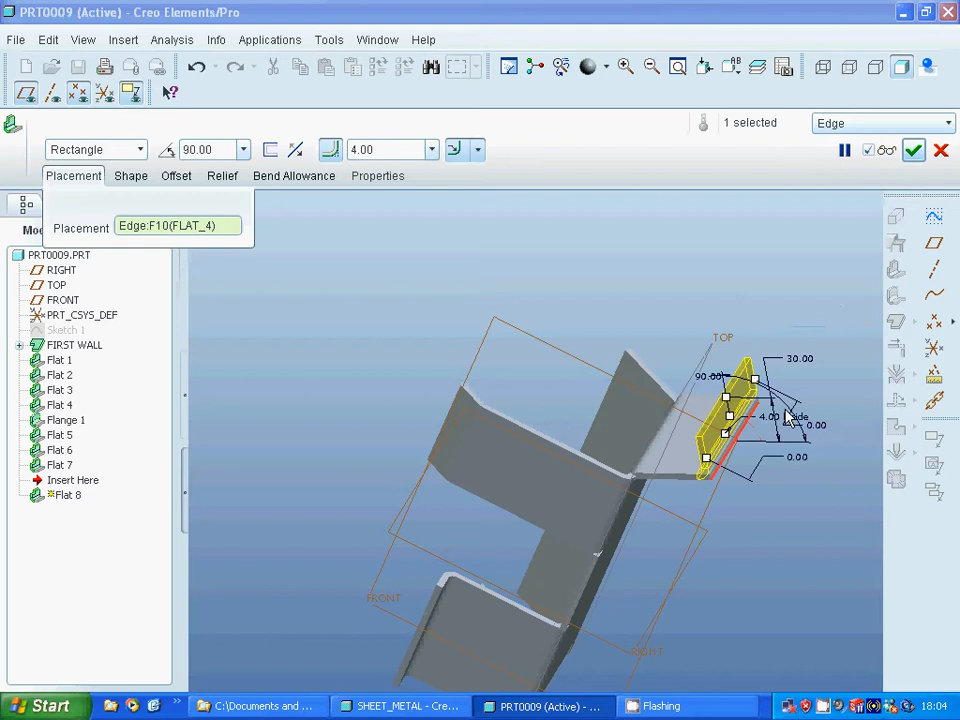 PRT0009 (Active) - Creo Elements/Pro
File Edit View Insert Analysis Info Applications Tools Window Help
1 selected
Edge
Rectangle
90.00
4.00
Placement Shape Offset Relief Bend Allowance Properties
Placement
Edge:F10(FLAT_4)
PRT0009.PRT
RIGHT
TOP
FRONT
PRT_CSYS_DEF
Sketch 1
FIRST WALL
Flat 1
Flat 2
Flat 3
Flat 4
Flange 1
Flat 5
Flat 6
Flat 7
Insert Here
Flat 8
TOP
30.00
90.00
4.00
0.00
0.00
FRONT
RIGHT
Start
C:\Documents and ...
SHEET_METAL - Cre...
PRT0009 (Active) - ...
Flashing
18:04